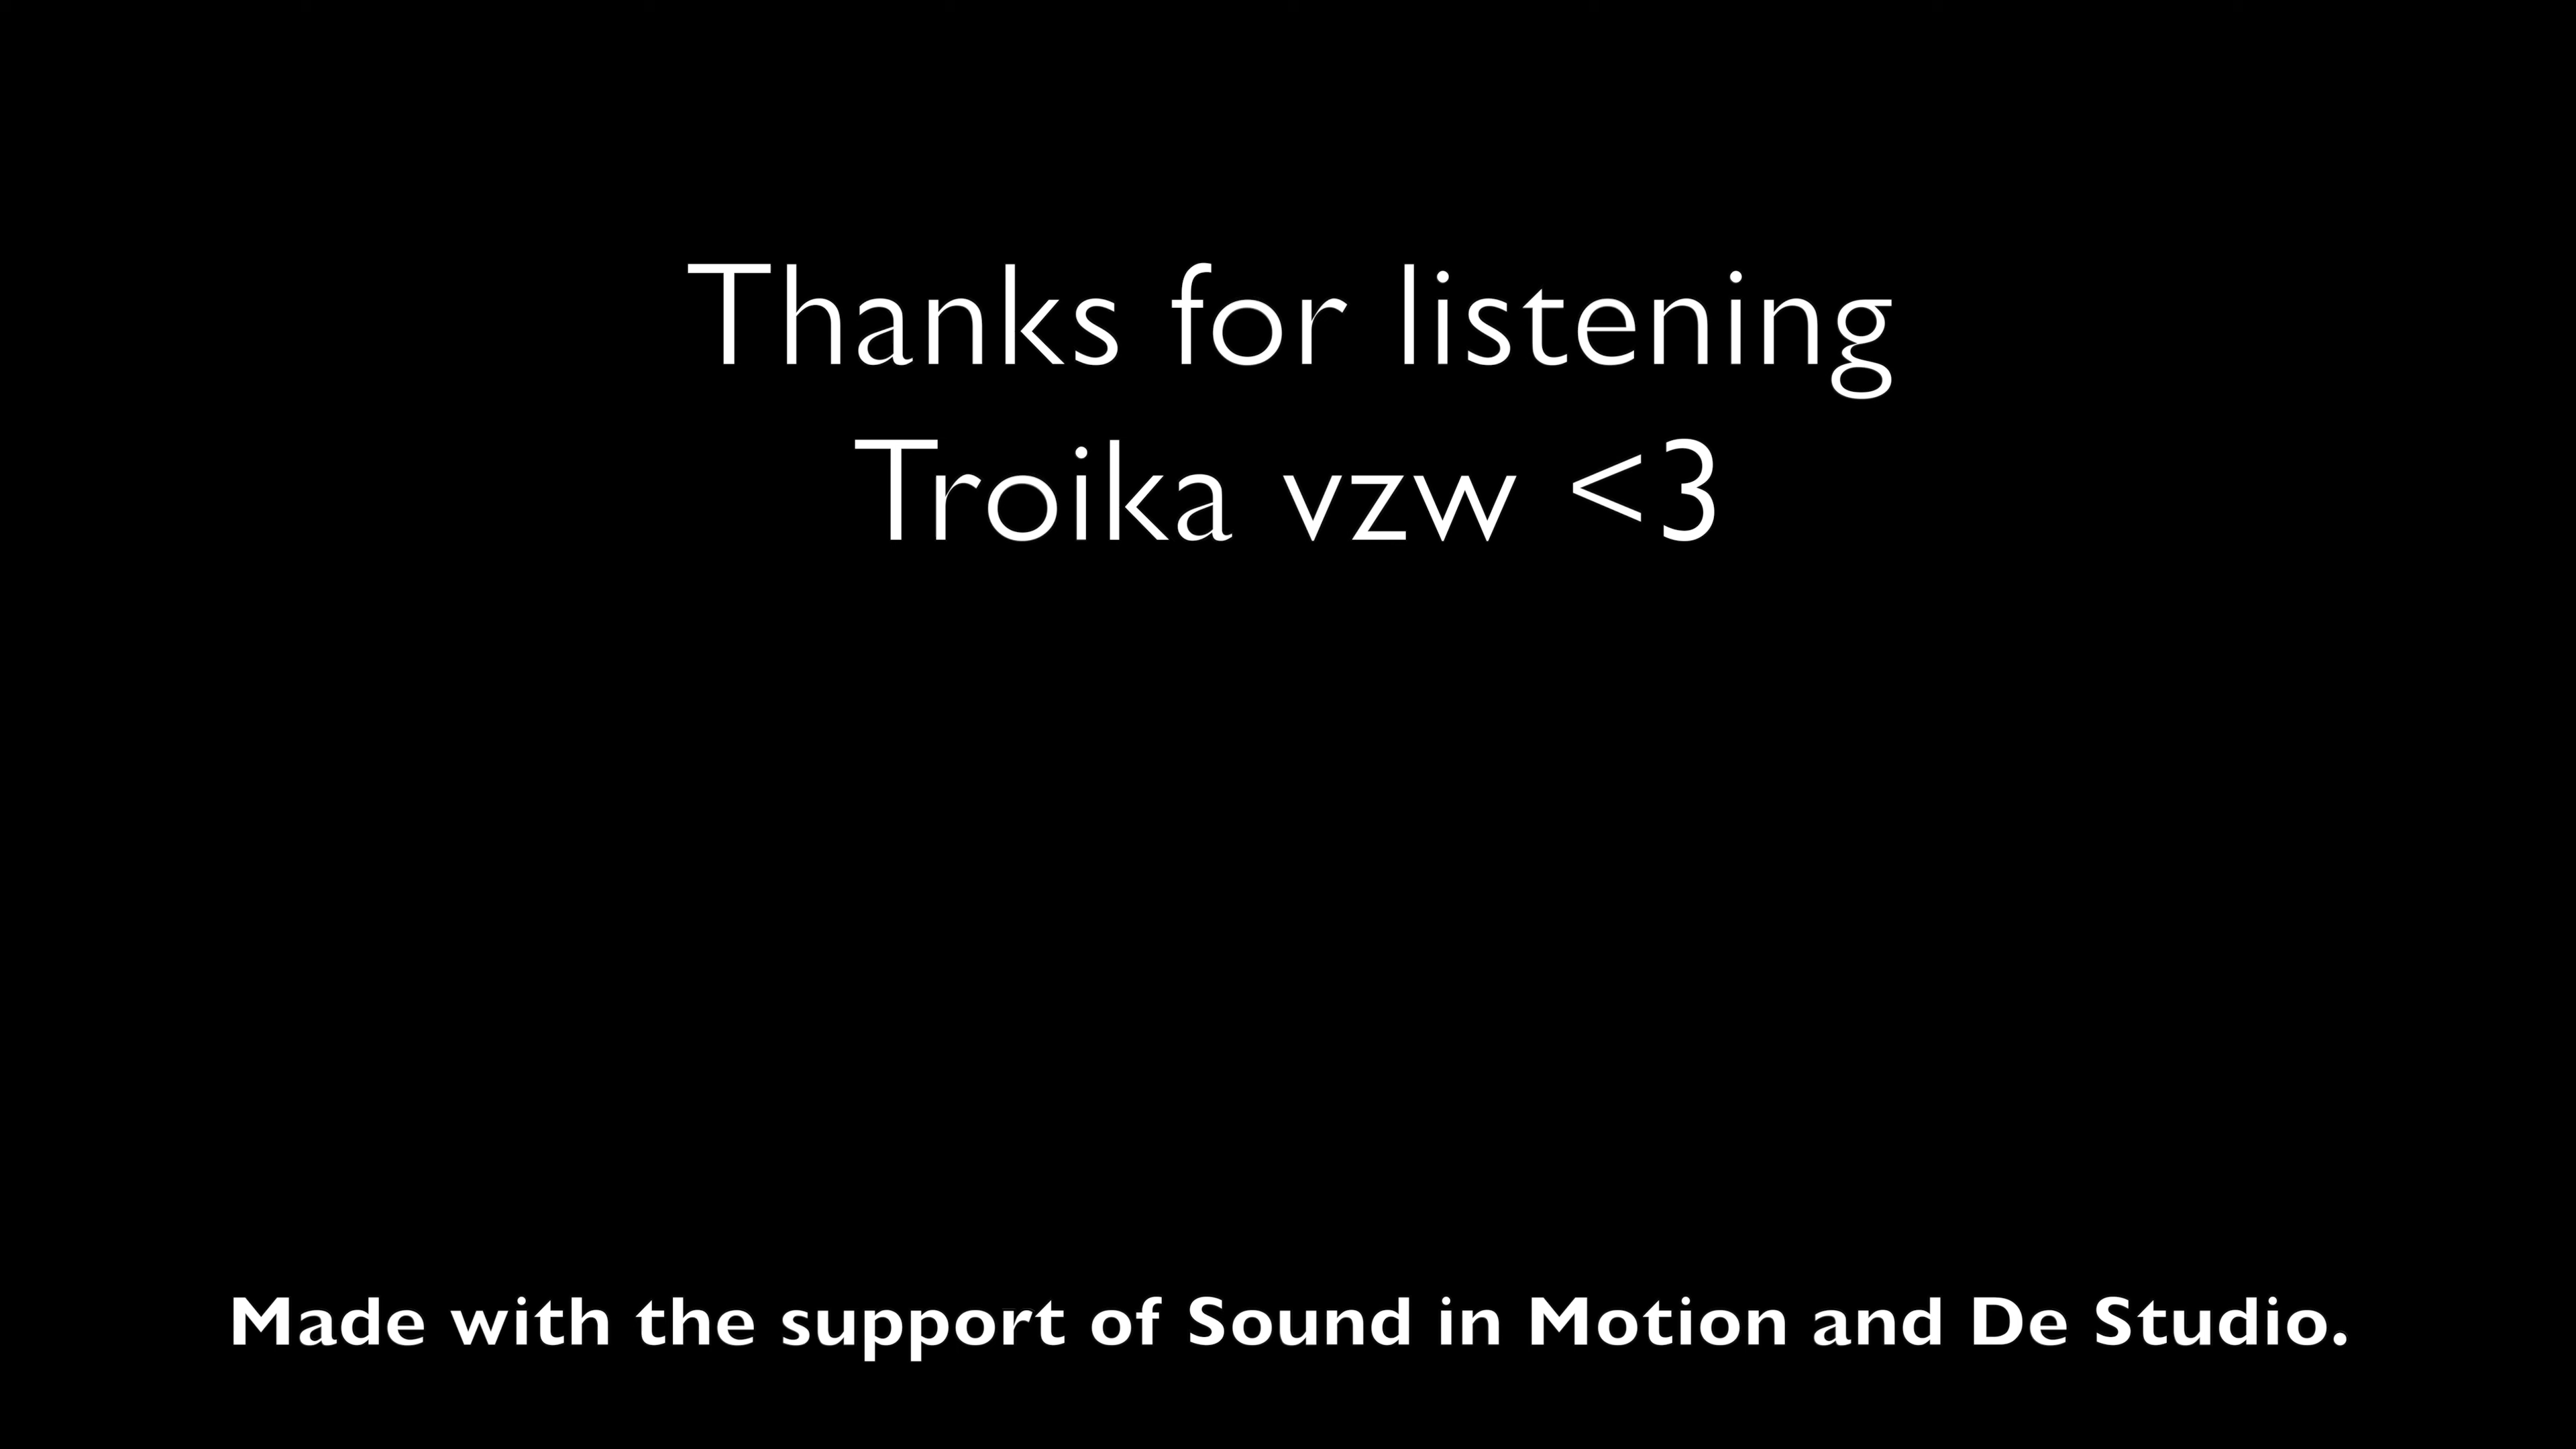 Thanks for listening
Troika vzw <3
Made with the support of Sound in Motion and De Studio.